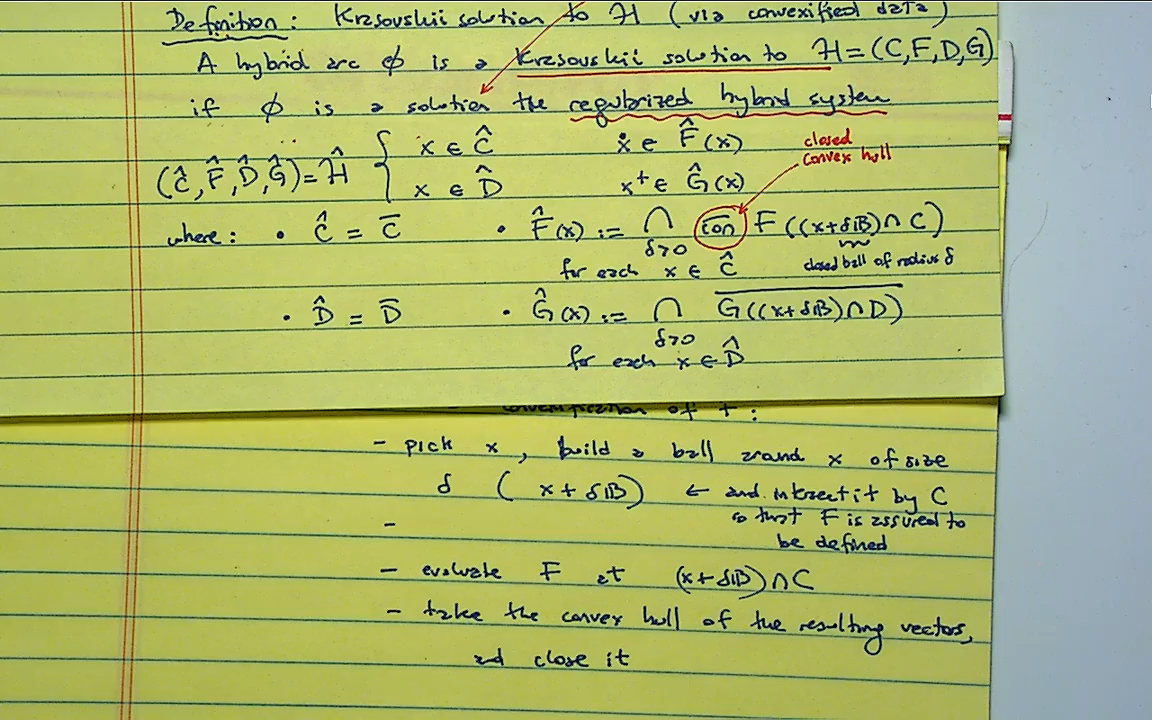 Definition: Krasovskii solution to H (via convexified data)
A hybrid arc φ is a Krasovskii solution to H = (C, F, D, G)
if φ is a solution the regularized hybrid system
(Ĉ, F̂, D̂, Ĝ) = Ĥ { x ∈ Ĉ ẋ ∈ F̂(x)
x ∈ D̂ x⁺ ∈ Ĝ(x)
closed
convex hull
where: • Ĉ = C̅ • F̂(x) := ⋂_{δ>0} c̅o̅n̅ F((x+δ𝔹)∩C)
for each x ∈ Ĉ
closed ball of radius δ
• D̂ = D̅ • Ĝ(x) := ⋂_{δ>0} \overline{G((x+δ𝔹)∩D)}
for each x ∈ D̂
convexification of F:
- pick x, build a ball around x of size
δ (x+δ𝔹) ← and intersect it by C
so that F is assured to
be defined
-
- evaluate F at (x+δ𝔹)∩C
- take the convex hull of the resulting vectors,
and close it